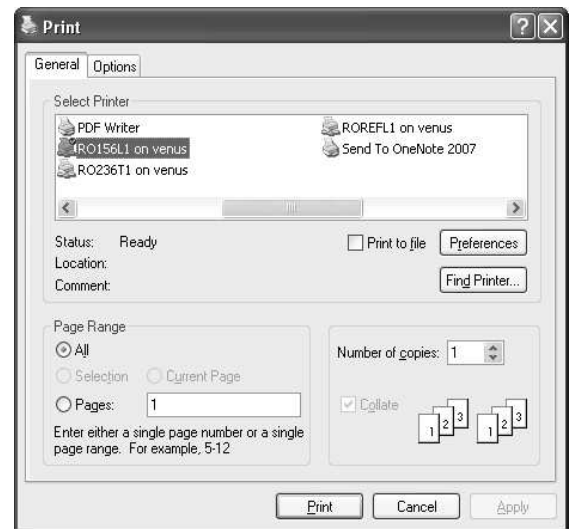 Print
General Options
Select Printer
PDF Writer
RO156L1 on venus
RO236T1 on venus
ROREFL1 on venus
Send To OneNote 2007
Status: Ready
Location:
Comment:
Print to file
Preferences
Find Printer...
Page Range
All
Selection Current Page
Pages: 1
Enter either a single page number or a single
page range. For example, 5-12
Number of copies: 1
Collate
1 2 3 1 2 3
Print Cancel Apply